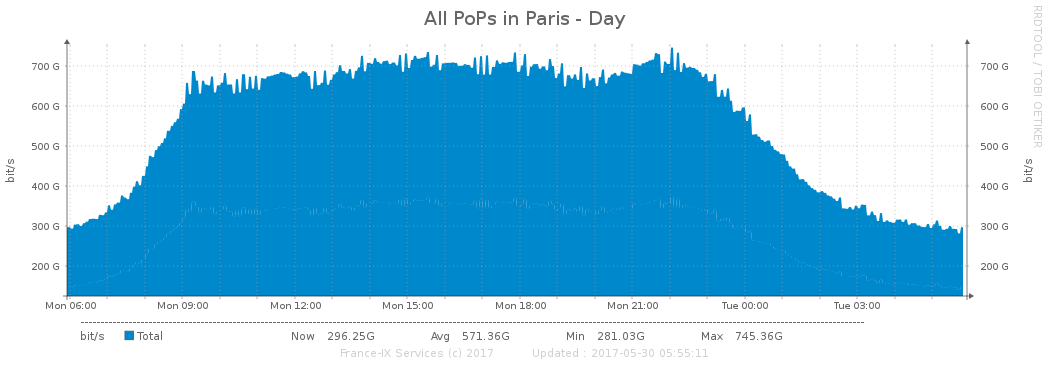 All PoPs in Paris - Day
RRDTOOL / TOBI OETIKER
bit/s
700 G
600 G
500 G
400 G
300 G
200 G
700 G
600 G
500 G
400 G
300 G
200 G
bit/s
Mon 06:00 Mon 09:00 Mon 12:00 Mon 15:00 Mon 18:00 Mon 21:00 Tue 00:00 Tue 03:00
bit/s Total Now 296.25G Avg 571.36G Min 281.03G Max 745.36G
France-IX Services (c) 2017 Updated : 2017-05-30 05:55:11